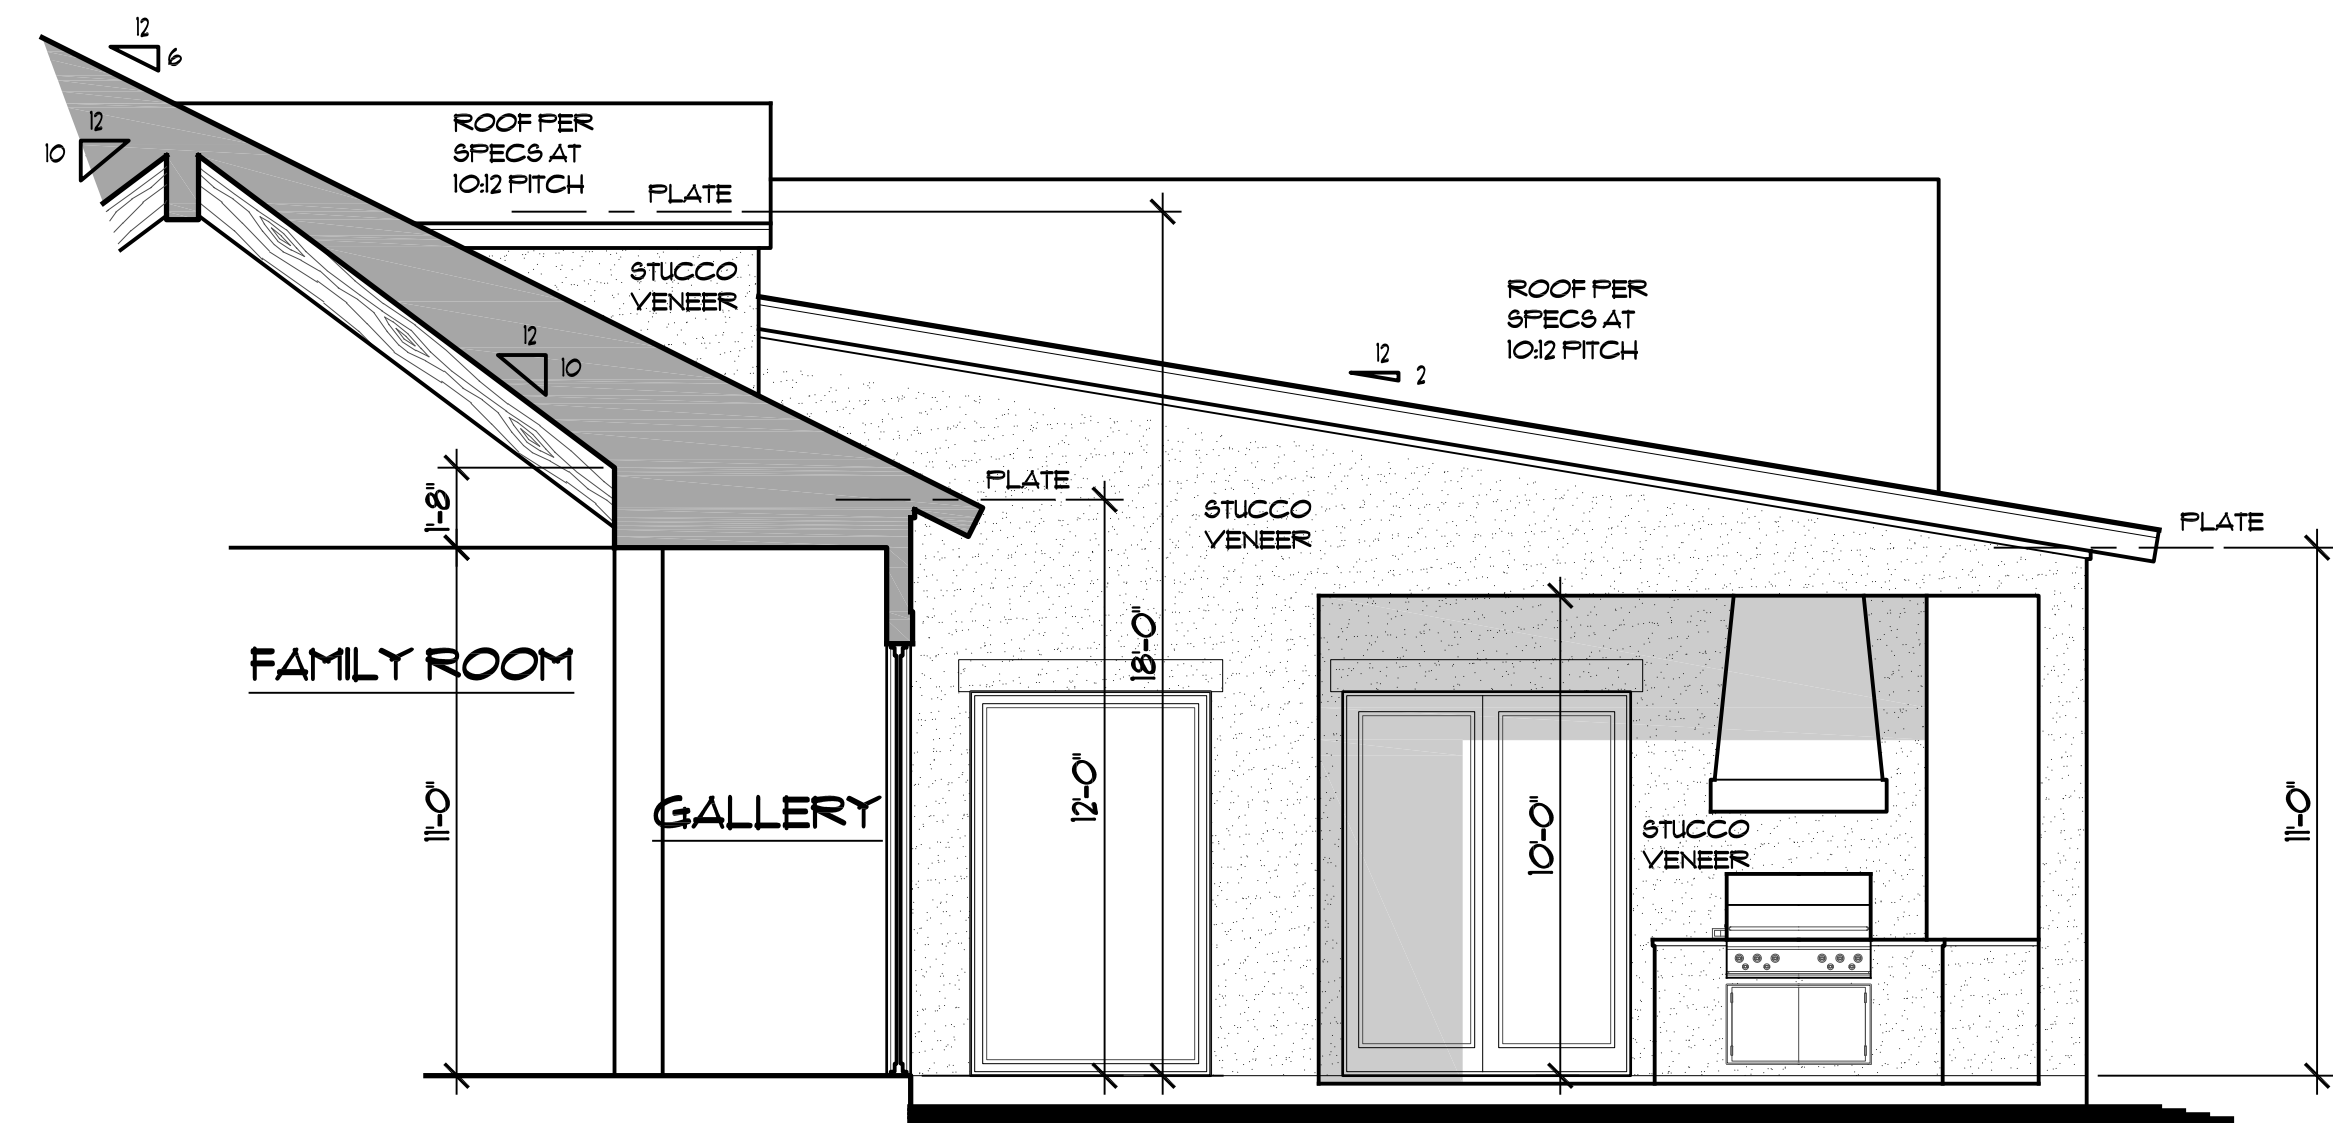 12
6
12
10
ROOF PER
SPECS AT
10:12 PITCH
PLATE
STUCCO
VENEER
ROOF PER
SPECS AT
10:12 PITCH
12
10
12
2
PLATE
STUCCO
VENEER
PLATE
1'-8"
FAMILY ROOM
18'-0"
GALLERY
11'-0"
12'-0"
10'-0"
STUCCO
VENEER
11'-0"